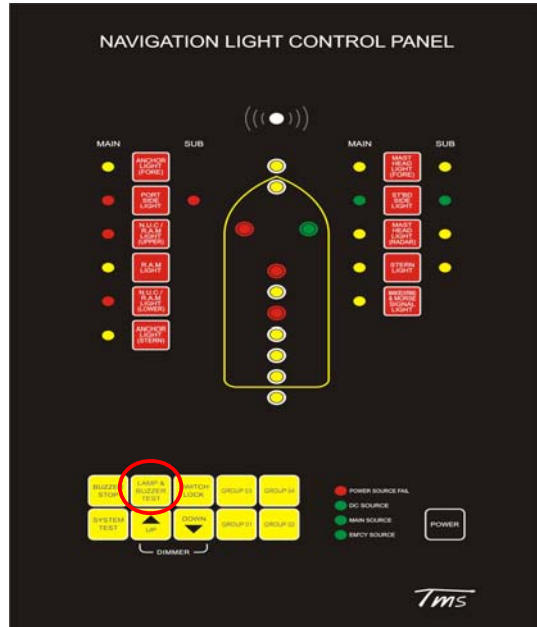 NAVIGATION LIGHT CONTROL PANEL
MAIN
SUB
MAIN
SUB
ANCHOR
LIGHT
(FORE)
PORT
SIDE
LIGHT
N.U.C /
R.A.M
LIGHT
(UPPER)
R.A.M
LIGHT
N.U.C /
R.A.M
LIGHT
(LOWER)
ANCHOR
LIGHT
(STERN)
MAST
HEAD
LIGHT
(FORE)
ST'BD
SIDE
LIGHT
MAST
HEAD
LIGHT
(RADAR)
STERN
LIGHT
& MORSE
SIGNAL
LIGHT
BUZZER
STOP
LAMP &
BUZZER
TEST
SWITCH
LOCK
GROUP 03
GROUP 04
SYSTEM
TEST
UP
DOWN
GROUP 01
GROUP 02
DIMMER
POWER SOURCE FAIL
DC SOURCE
MAIN SOURCE
EM'CY SOURCE
POWER
Tms